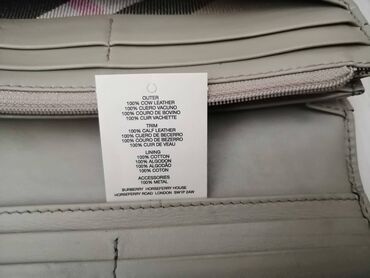 OUTER
100% COW LEATHER
100% CUERO VACUNO
100% COURO DE BOVINO
100% CUIR VACHETTE
TRIM
100% CALF LEATHER
100% CUERO DE BECERRO
100% COURO DE BEZERRO
100% CUIR DE VEAU
LINING
100% COTTON
100% ALGODON
100% ALGODÃO
100% COTON
ACCESSORIES
100% METAL
BURBERRY HORSEFERRY HOUSE
HORSEFERRY ROAD LONDON SW1P 2AW